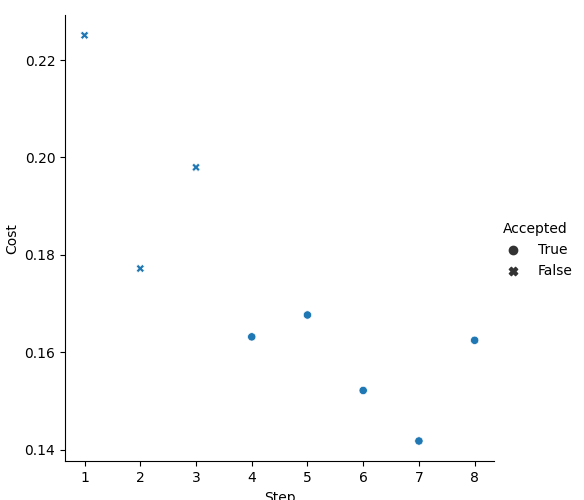 0.22
0.20
0.18
0.16
0.14
Cost
1 2 3 4 5 6 7 8
Step
Accepted
True
False